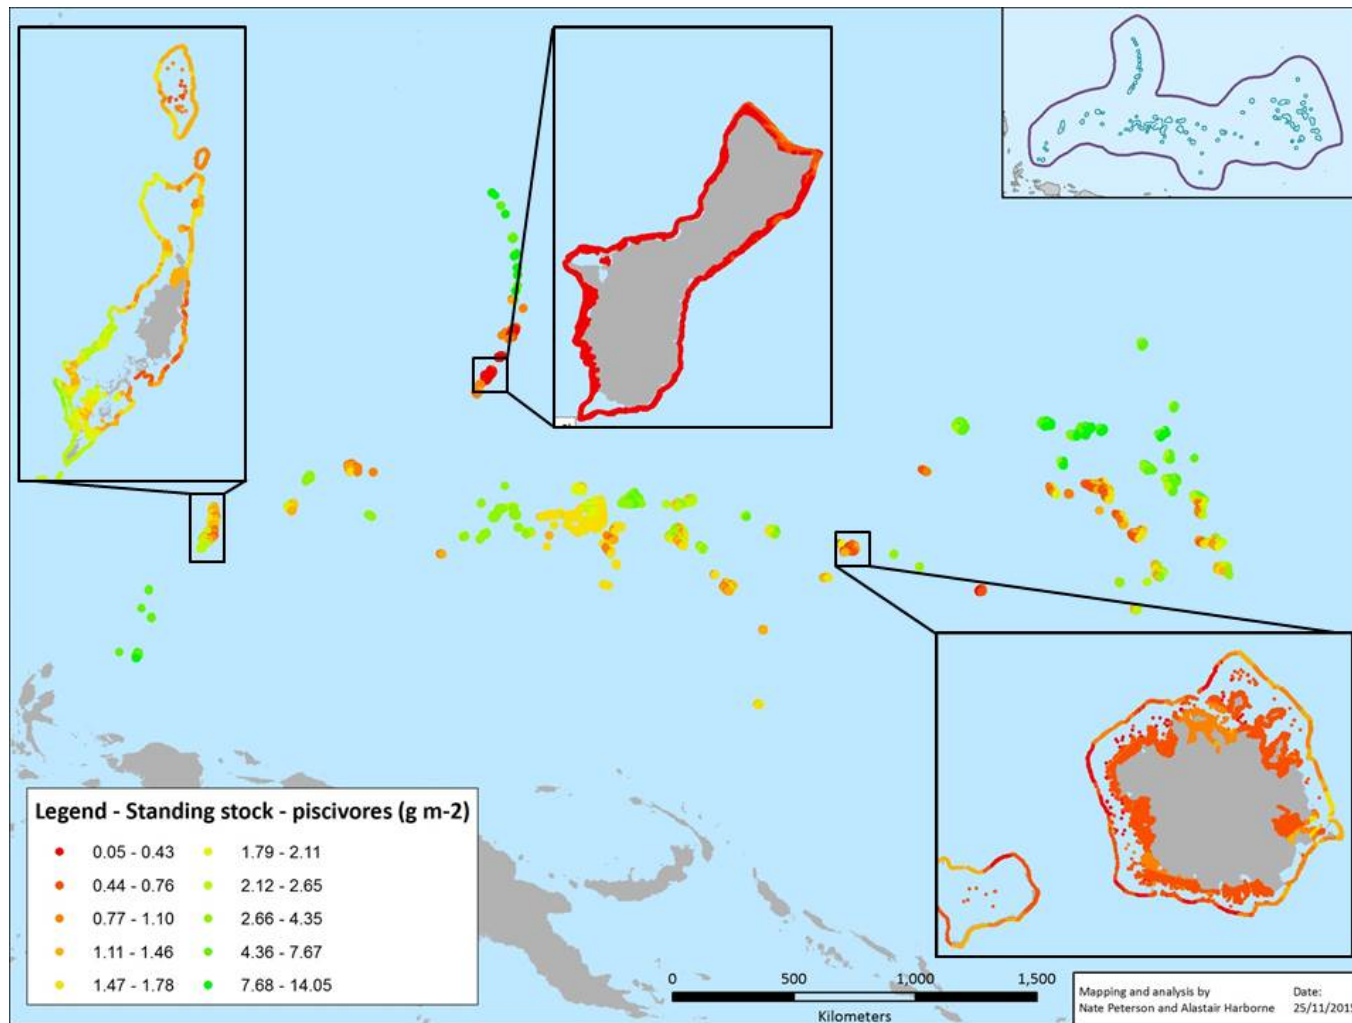 Legend - Standing stock - piscivores (g m-2)
0.05 - 0.43
0.44 - 0.76
0.77 - 1.10
1.11 - 1.46
1.47 - 1.78
1.79 - 2.11
2.12 - 2.65
2.66 - 4.35
4.36 - 7.67
7.68 - 14.05
0 500 1,000 1,500
Kilometers
Mapping and analysis by
Nate Peterson and Alastair Harborne
Date:
25/11/2015